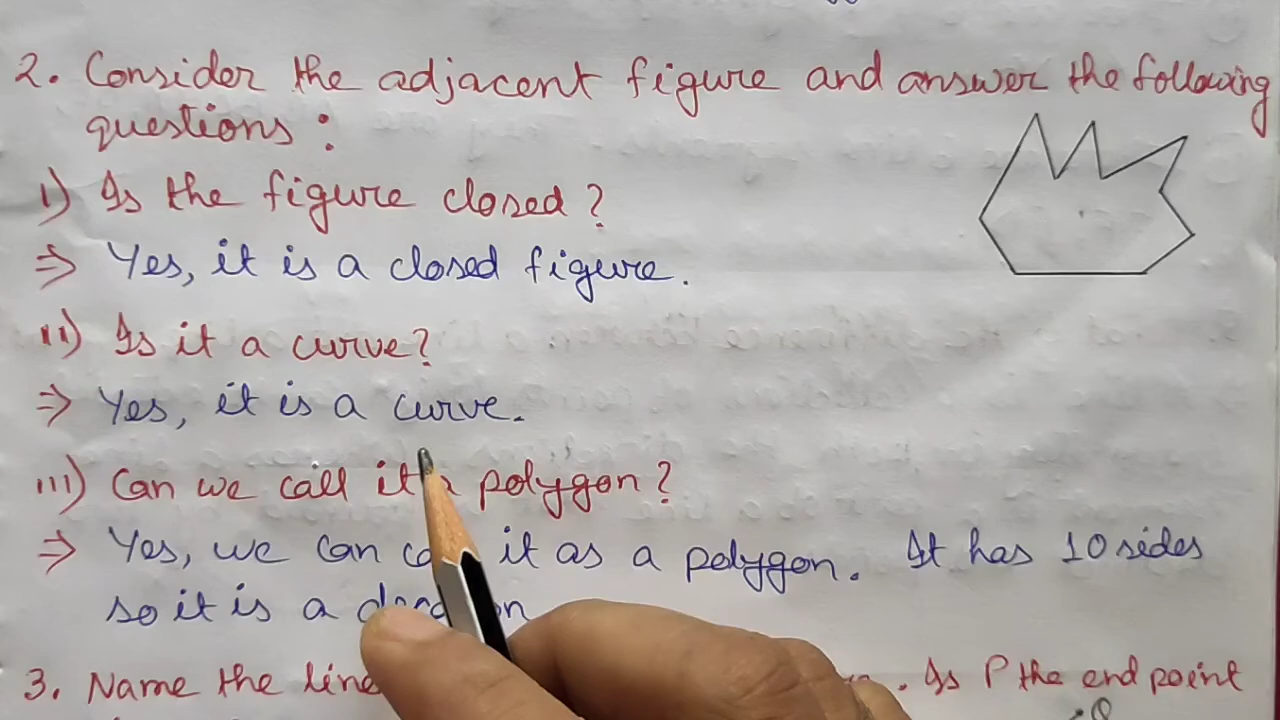 2. Consider the adjacent figure and answer the following
questions:
i) Is the figure closed?
⇒ Yes, it is a closed figure.
ii) Is it a curve?
⇒ Yes, it is a curve.
iii) Can we call it polygon?
⇒ Yes, we can it as a polygon. It has 10 sides
so it is a
3. Name the line . Is P the end point
Q